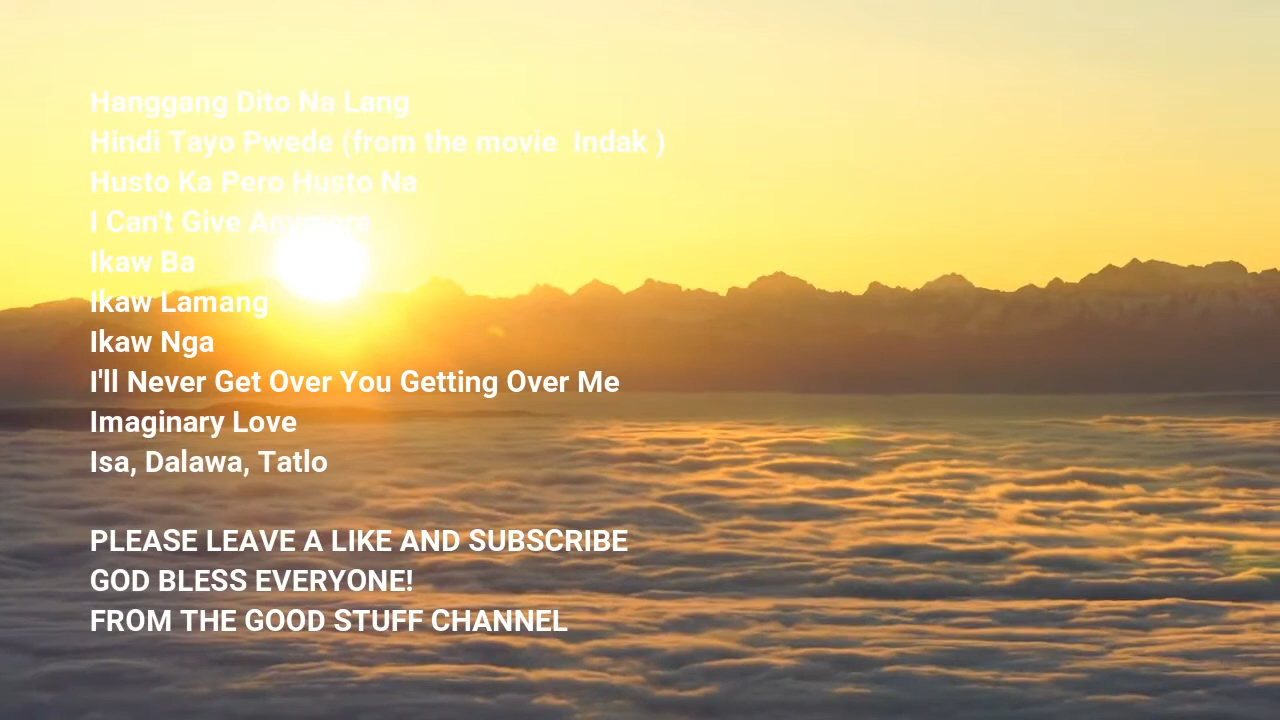 Hanggang Dito Na Lang
Hindi Tayo Pwede (from the movie  Indak )
Husto Ka Pero Husto Na
I Can't Give Anymore
Ikaw Ba
Ikaw Lamang
Ikaw Nga
I'll Never Get Over You Getting Over Me
Imaginary Love
Isa, Dalawa, Tatlo
PLEASE LEAVE A LIKE AND SUBSCRIBE
GOD BLESS EVERYONE!
FROM THE GOOD STUFF CHANNEL